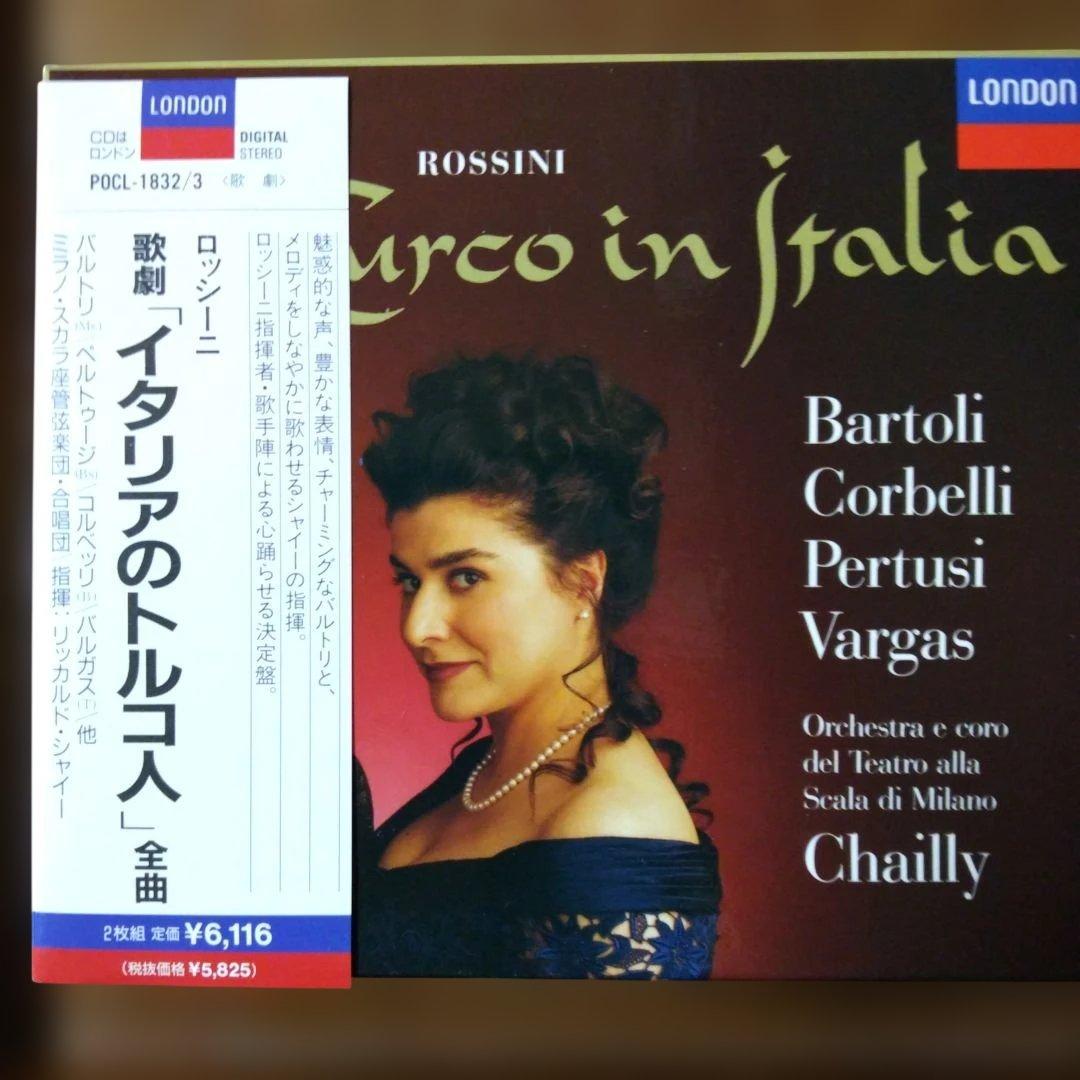 LONDON
CDは
ロンドン
DIGITAL
STEREO
POCL-1832/3 〈歌 劇〉
魅惑的な声、豊かな表情、チャーミングなバルトリと、
メロディをしなやかに歌わせるシャイーの指揮。
ロッシーニ指揮者・歌手陣による心踊らせる決定盤。
ロッシーニ
歌劇「イタリアのトルコ人」全曲
バルトリ(Ms)/ペルトゥージ(Bs)/コルベッリ(B)/バルガス(T)/他
ミラノ・スカラ座管弦楽団・合唱団 指揮:リッカルド・シャイー
2枚組 定価 ¥6,116
(税抜価格 ¥5,825)
LONDON
ROSSINI
Turco in Italia
Bartoli
Corbelli
Pertusi
Vargas
Orchestra e coro
del Teatro alla
Scala di Milano
Chailly